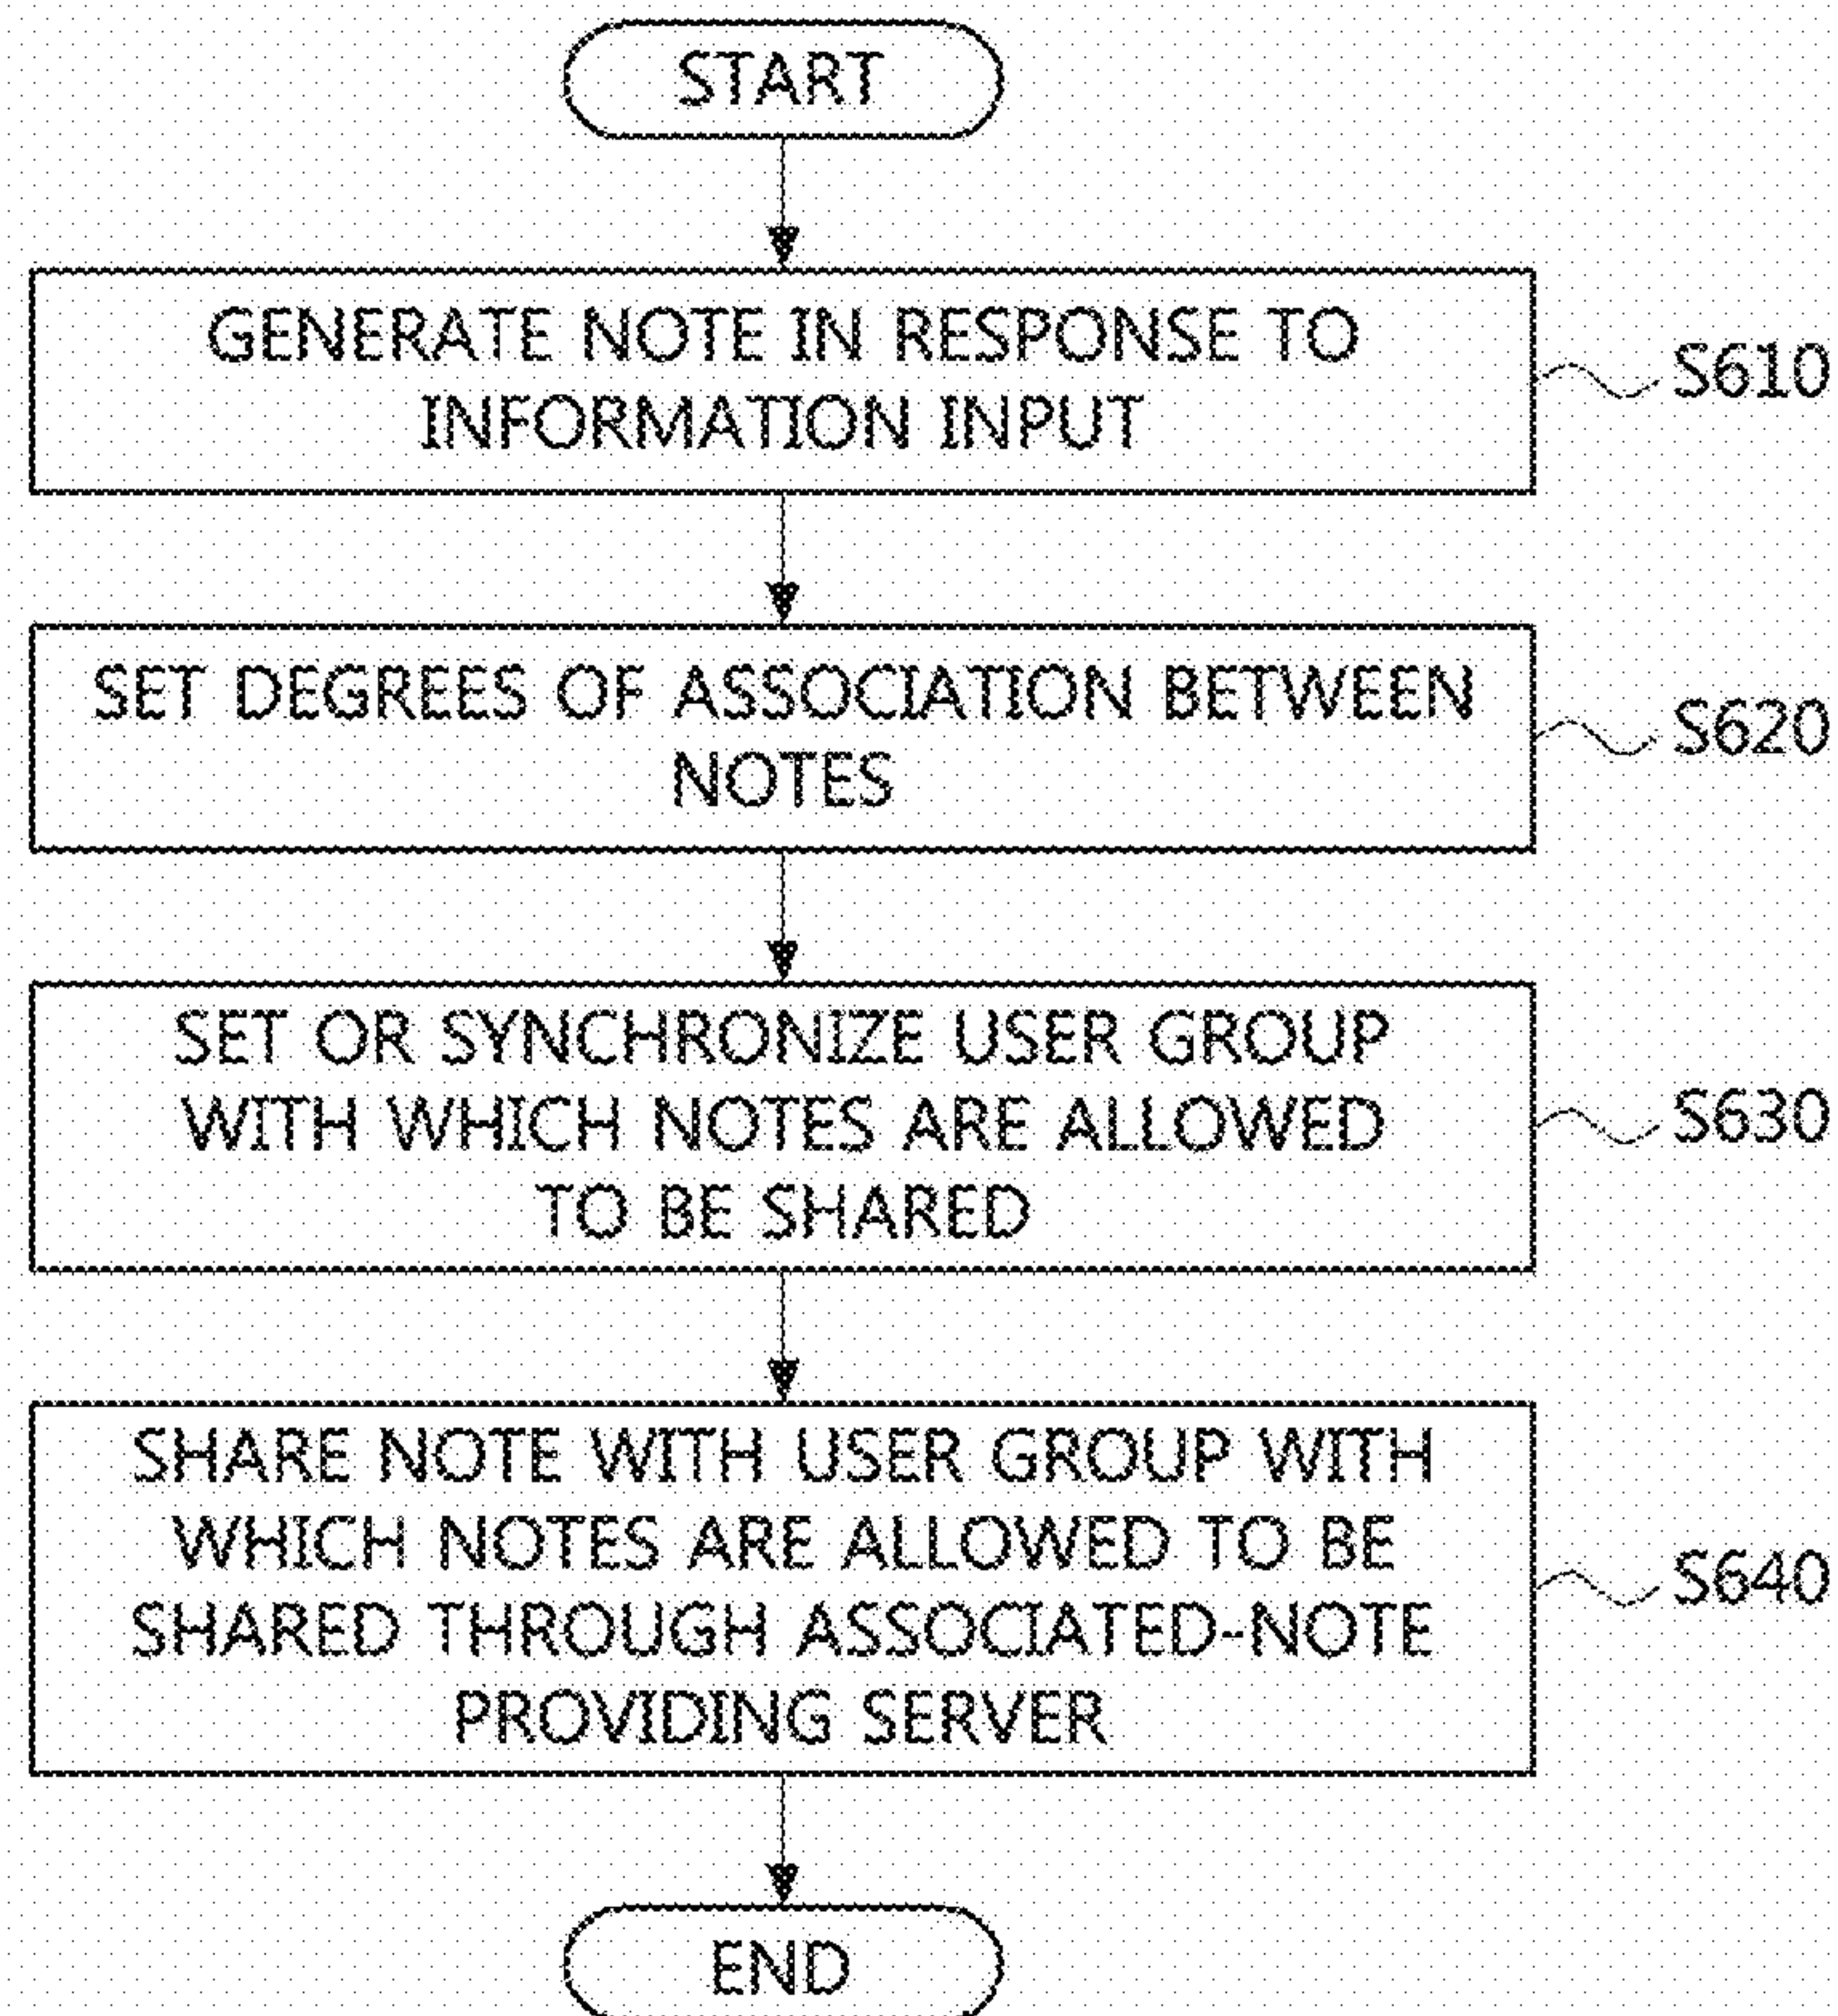 START
GENERATE NOTE IN RESPONSE TO
INFORMATION INPUT
S610
SET DEGREES OF ASSOCIATION BETWEEN
NOTES
S620
SET OR SYNCHRONIZE USER GROUP
WITH WHICH NOTES ARE ALLOWED
TO BE SHARED
S630
SHARE NOTE WITH USER GROUP WITH
WHICH NOTES ARE ALLOWED TO BE
SHARED THROUGH ASSOCIATED-NOTE
PROVIDING SERVER
S640
END